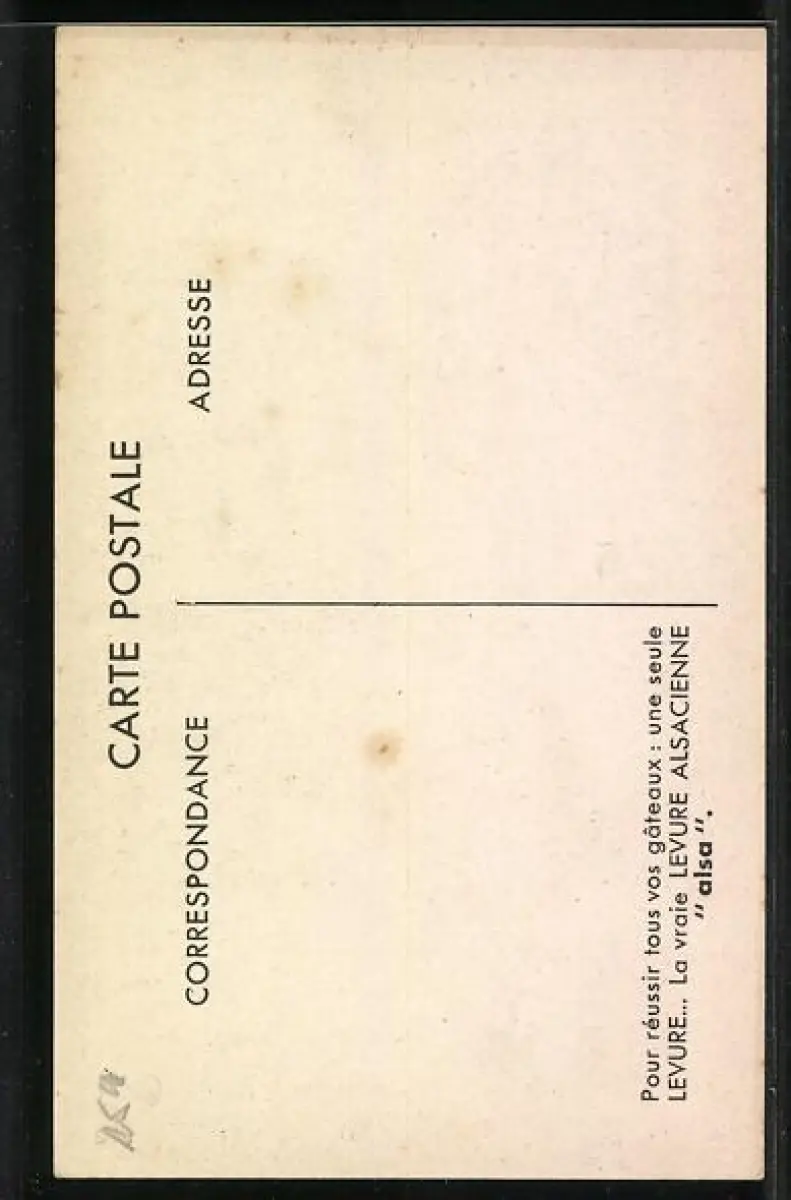 CARTE POSTALE
CORRESPONDANCE
ADRESSE
Pour réussir tous vos gâteaux : une seule
LEVURE... La vraie LEVURE ALSACIENNE
"alsa".